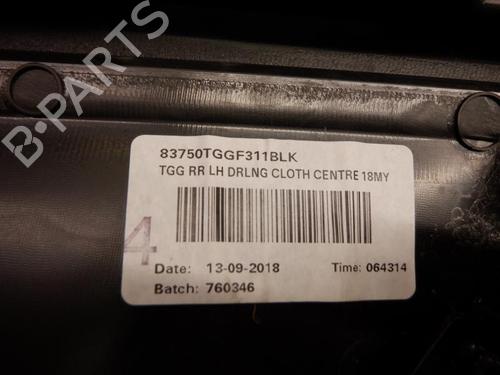 83750TGGF311BLK
TGG RR LH DRLNG CLOTH CENTRE 18MY
4
Date: 13-09-2018 Time: 064314
Batch: 760346
B-Parts